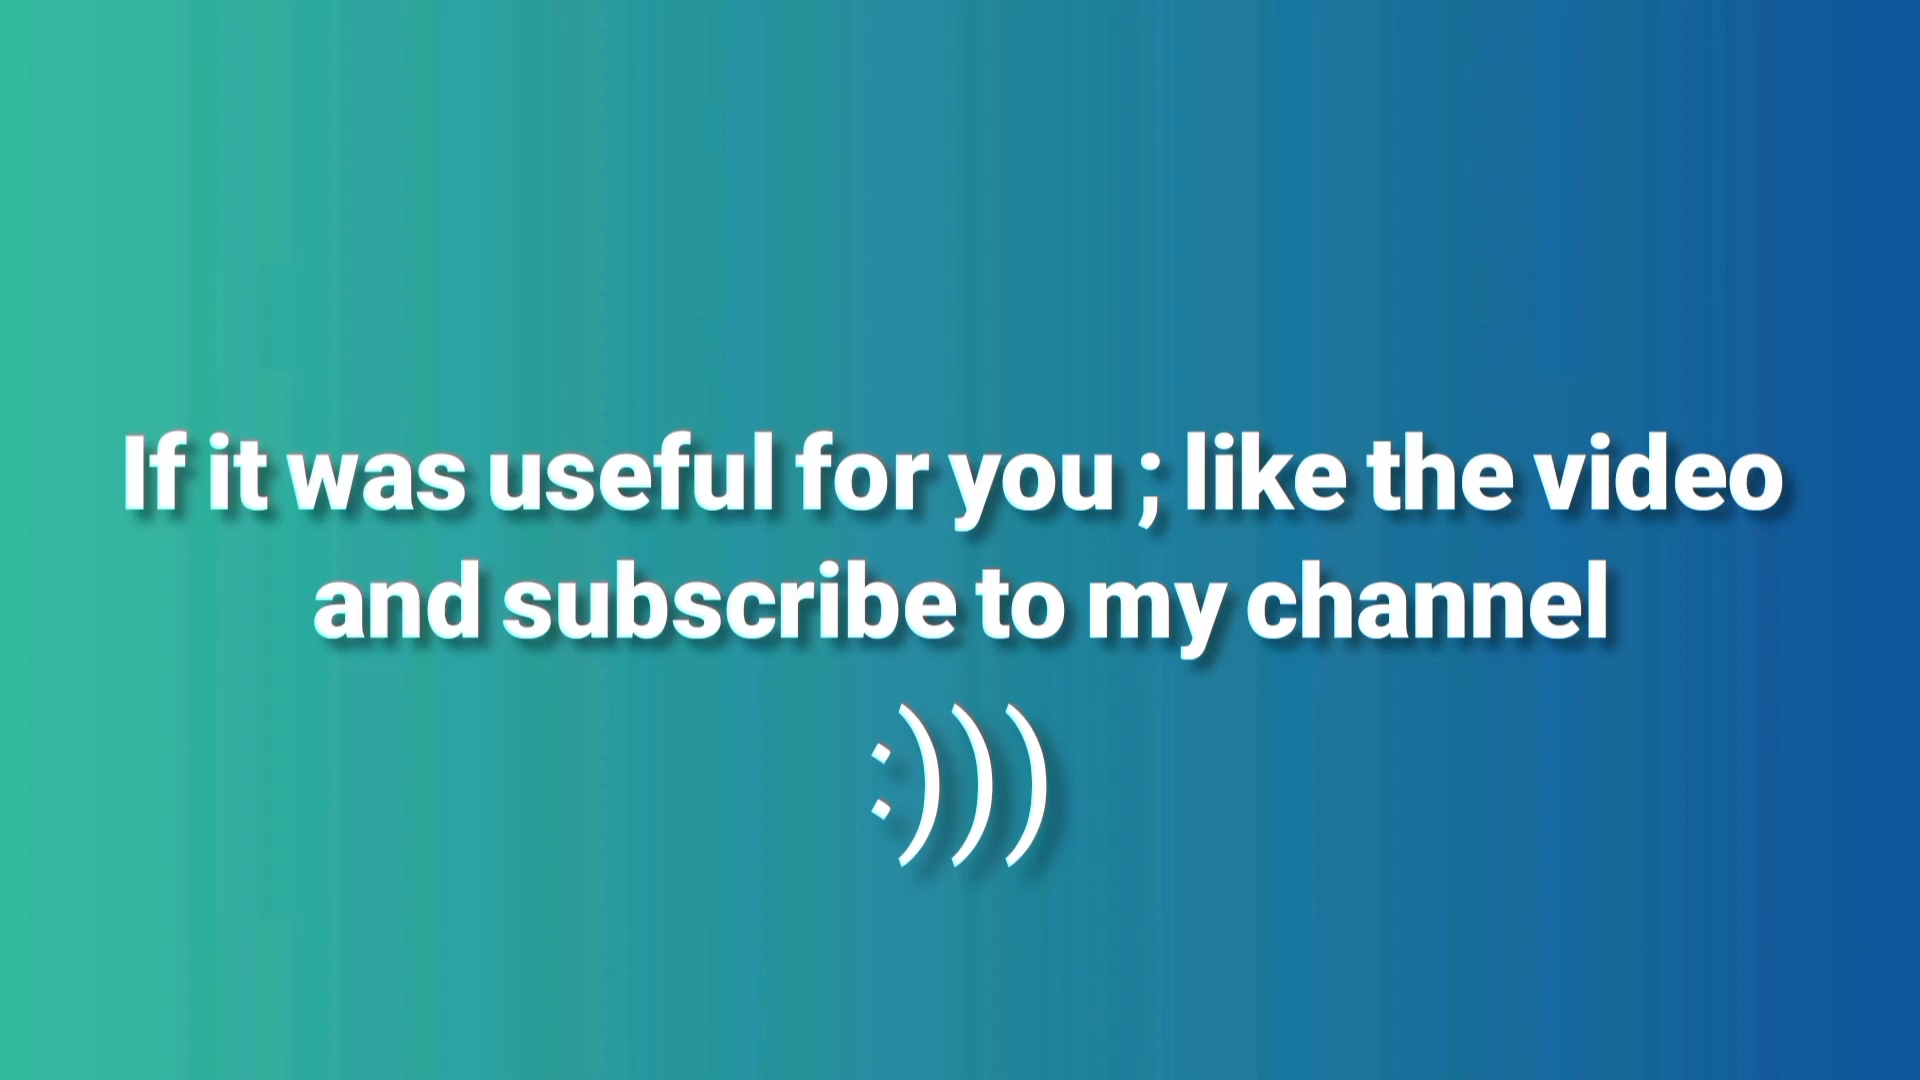 If it was useful for you ; like the video
and subscribe to my channel
:)))